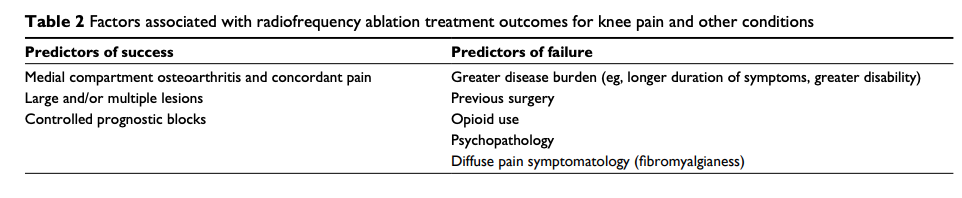 Table 2 Factors associated with radiofrequency ablation treatment outcomes for knee pain and other conditions
Predictors of success Predictors of failure
Medial compartment osteoarthritis and concordant pain Greater disease burden (eg, longer duration of symptoms, greater disability)
Large and/or multiple lesions Previous surgery
Controlled prognostic blocks Opioid use
Psychopathology
Diffuse pain symptomatology (fibromyalgianess)